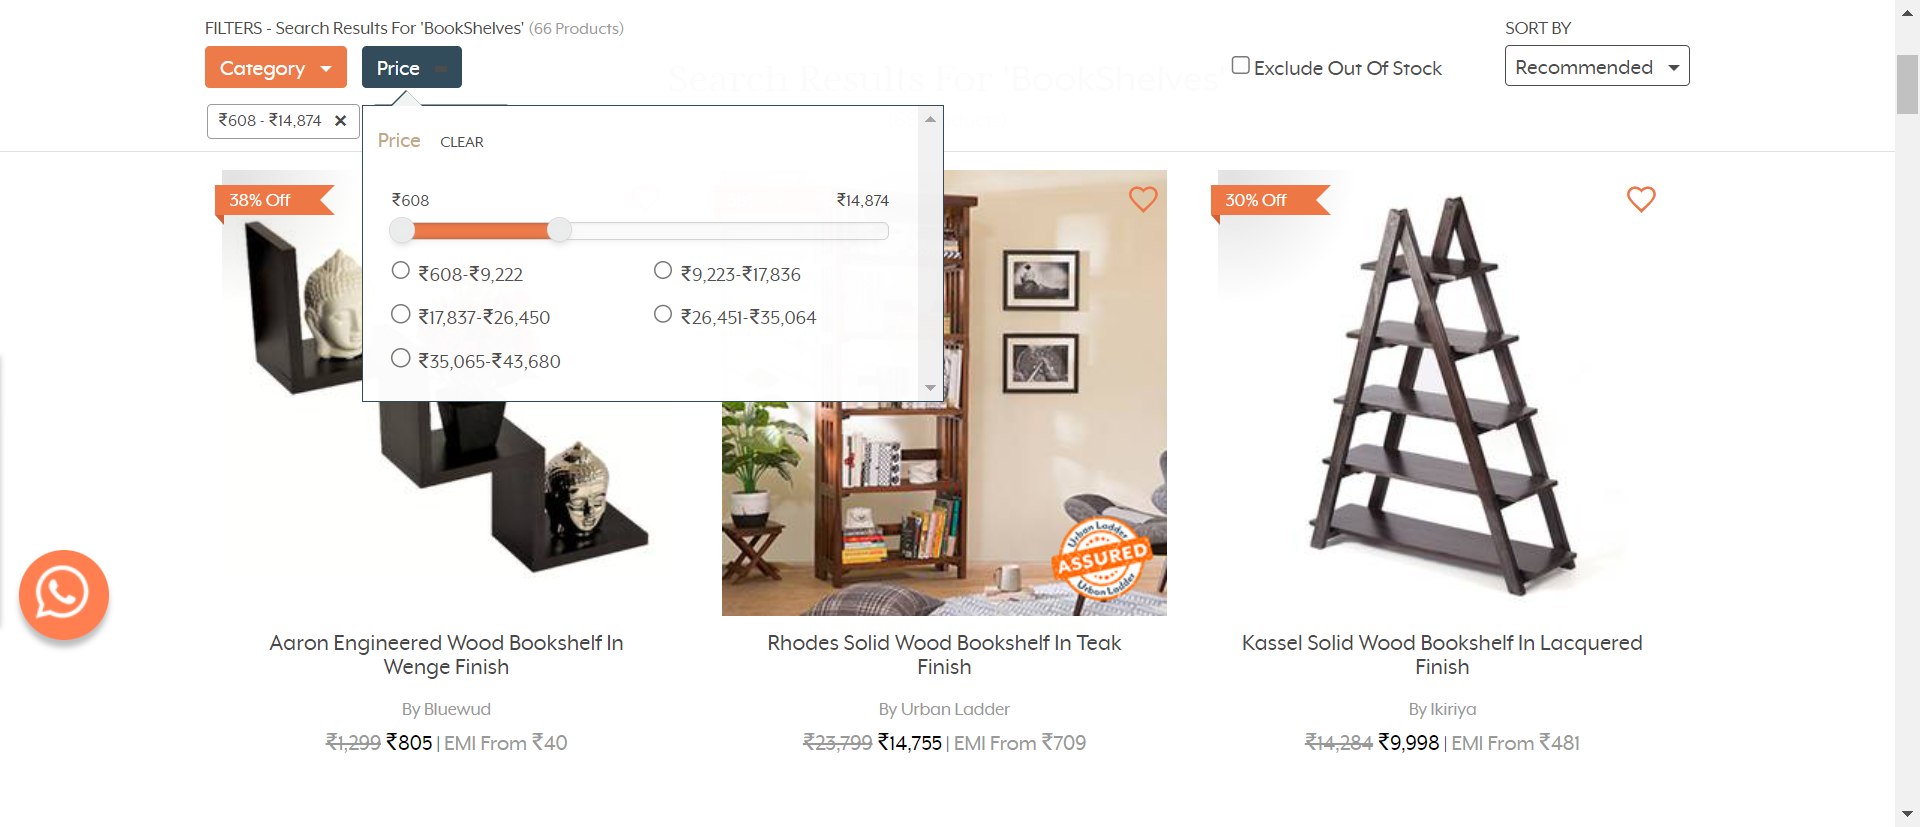 FILTERS - Search Results For 'BookShelves' (66 Products)
SORT BY
Category
Price
Search Results For 'BookShelves'
Exclude Out Of Stock
Recommended
₹608 - ₹14,874 ✕
Price CLEAR
₹608 ₹14,874
₹608-₹9,222
₹9,223-₹17,836
₹17,837-₹26,450
₹26,451-₹35,064
₹35,065-₹43,680
38% Off
30% Off
Urban Ladder
ASSURED
Urban Ladder
Aaron Engineered Wood Bookshelf In
Wenge Finish
By Bluewud
₹1,299 ₹805 | EMI From ₹40
Rhodes Solid Wood Bookshelf In Teak
Finish
By Urban Ladder
₹23,799 ₹14,755 | EMI From ₹709
Kassel Solid Wood Bookshelf In Lacquered
Finish
By Ikiriya
₹14,284 ₹9,998 | EMI From ₹481